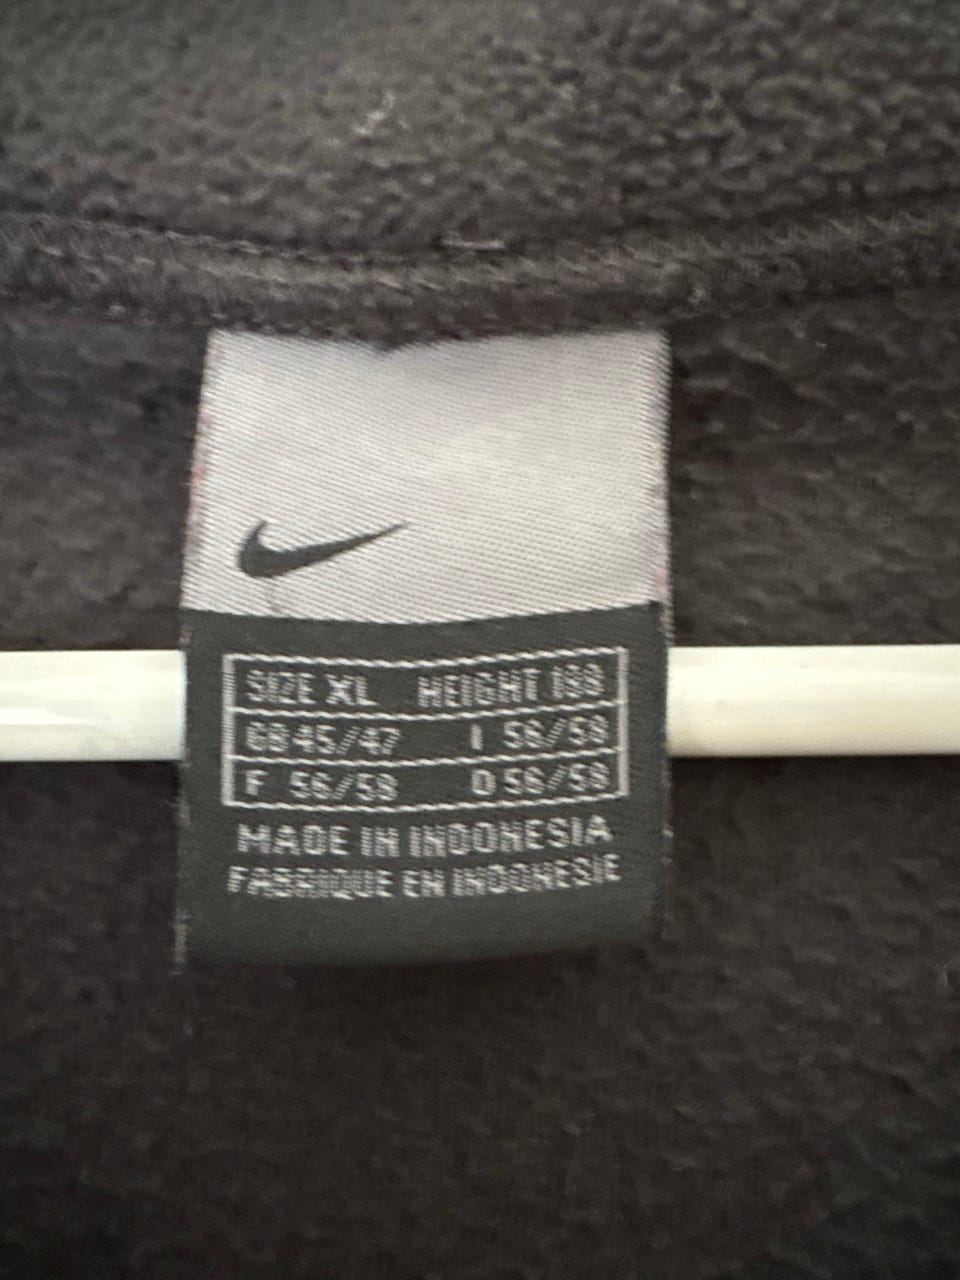 SIZE XL HEIGHT 188
GB 45/47 I 56/58
F 56/58 D 56/58
MADE IN INDONESIA
FABRIQUE EN INDONESIE